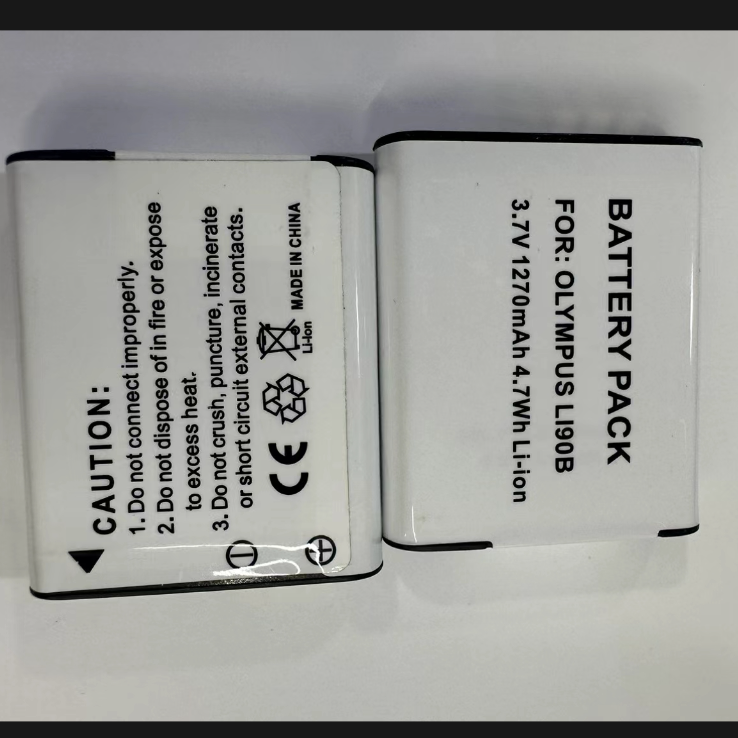 CAUTION:
1. Do not connect improperly.
2. Do not dispose of in fire or expose
to excess heat.
3. Do not crush, puncture, incinerate
or short circuit external contacts.
CE
Li-ion
MADE IN CHINA
BATTERY PACK
FOR: OLYMPUS LI90B
3.7V 1270mAh 4.7Wh Li-ion